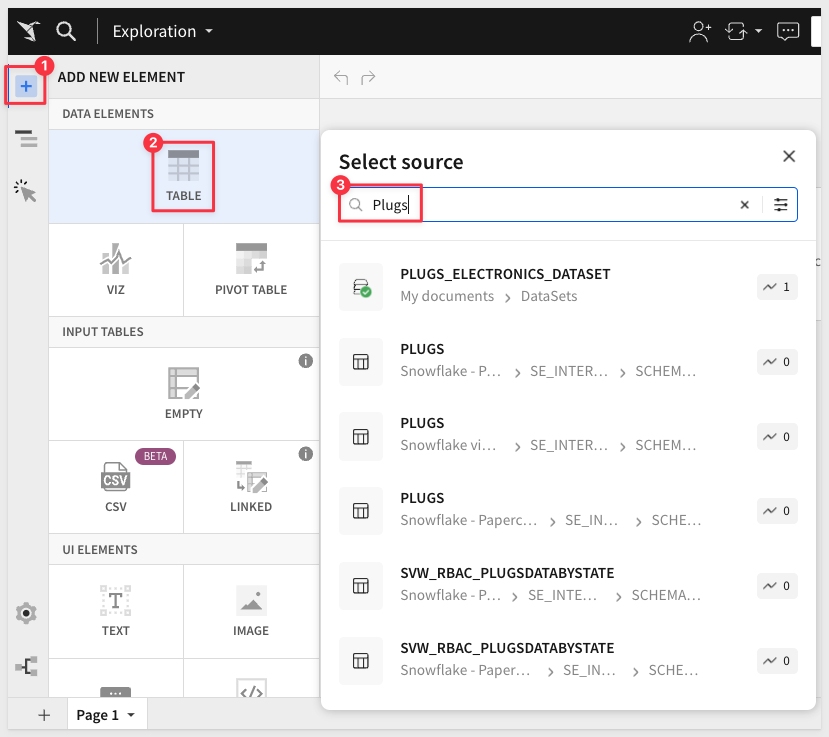 Exploration
1
ADD NEW ELEMENT
DATA ELEMENTS
2
TABLE
VIZ
PIVOT TABLE
INPUT TABLES
EMPTY
BETA
CSV
CSV
LINKED
UI ELEMENTS
TEXT
IMAGE
Page 1
Select source
3
Plugs
PLUGS_ELECTRONICS_DATASET
My documents > DataSets
1
PLUGS
Snowflake - P... > SE_INTER... > SCHEM...
0
PLUGS
Snowflake vi... > SE_INTER... > SCHEM...
0
PLUGS
Snowflake - Paperc... > SE_IN... > SCHE...
0
SVW_RBAC_PLUGSDATABYSTATE
Snowflake - P... > SE_INTE... > SCHEMA...
0
SVW_RBAC_PLUGSDATABYSTATE
Snowflake - Paper... > SE_IN... > SCHE...
0